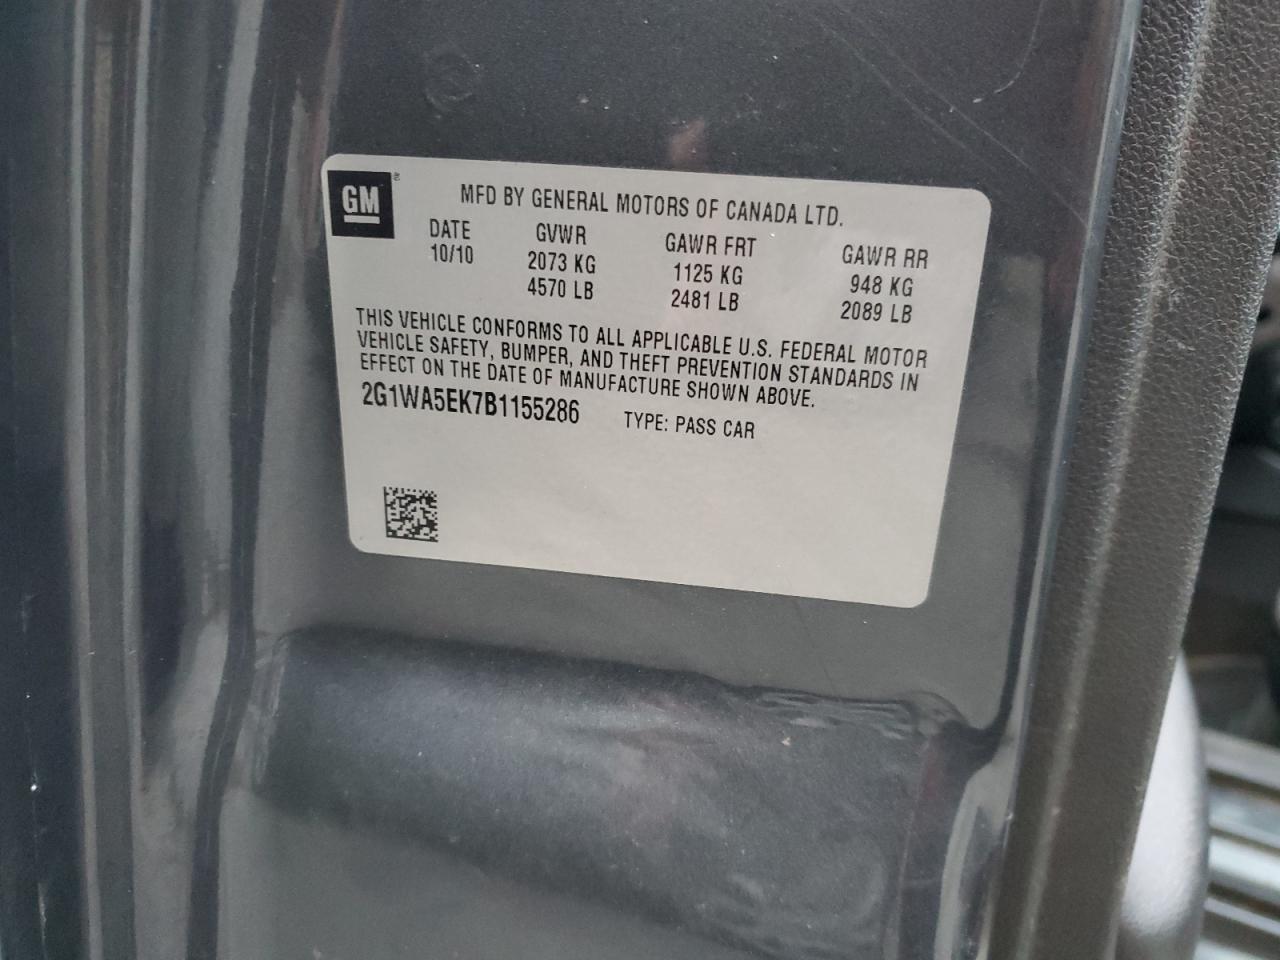 GM®
MFD BY GENERAL MOTORS OF CANADA LTD.
DATE GVWR GAWR FRT GAWR RR
10/10 2073 KG 1125 KG 948 KG
4570 LB 2481 LB 2089 LB
THIS VEHICLE CONFORMS TO ALL APPLICABLE U.S. FEDERAL MOTOR
VEHICLE SAFETY, BUMPER, AND THEFT PREVENTION STANDARDS IN
EFFECT ON THE DATE OF MANUFACTURE SHOWN ABOVE.
2G1WA5EK7B1155286 TYPE: PASS CAR